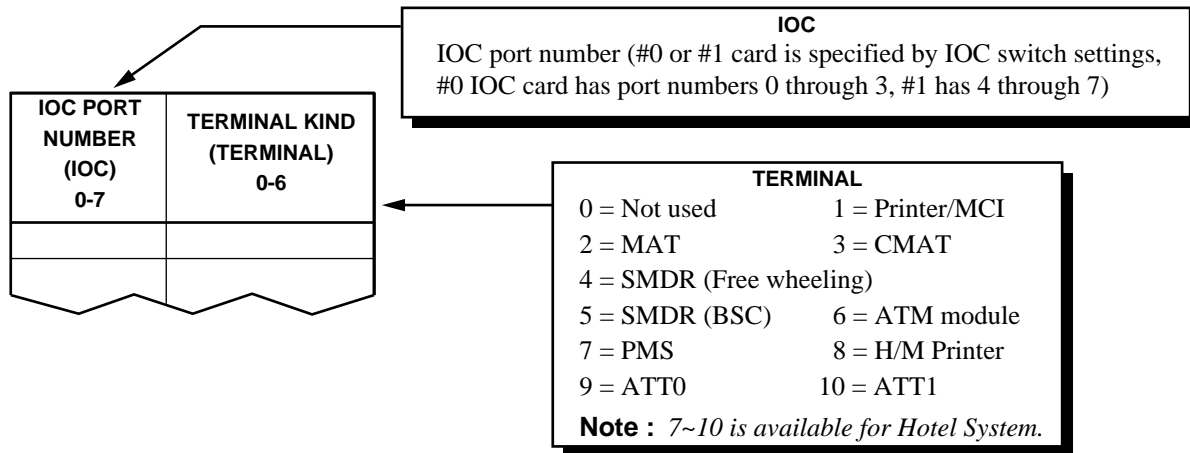 IOC
IOC port number (#0 or #1 card is specified by IOC switch settings,
#0 IOC card has port numbers 0 through 3, #1 has 4 through 7)
IOC PORT
NUMBER
(IOC)
0-7
TERMINAL KIND
(TERMINAL)
0-6
TERMINAL
0 = Not used 1 = Printer/MCI
2 = MAT 3 = CMAT
4 = SMDR (Free wheeling)
5 = SMDR (BSC) 6 = ATM module
7 = PMS 8 = H/M Printer
9 = ATT0 10 = ATT1
Note : 7~10 is available for Hotel System.